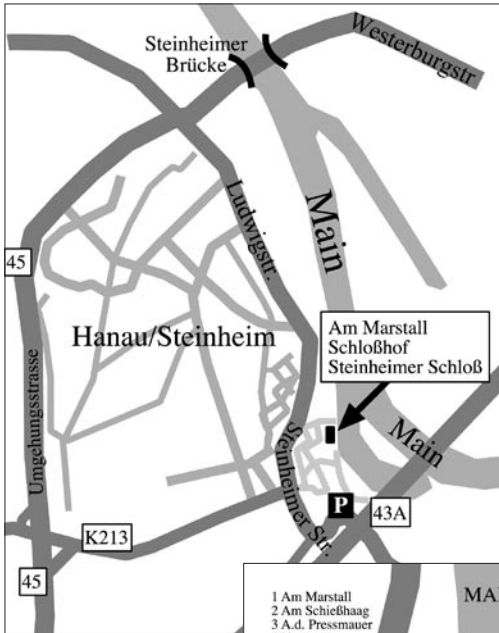 Steinheimer
Brücke
Westerburgstr
Ludwigstr.
Main
45
Am Marstall
Schloßhof
Steinheimer Schloß
Hanau/Steinheim
Umgehungsstrasse
Main
Steinheimer Str.
P
43A
K213
45
1 Am Marstall
2 Am Schießhaag
3 A.d. Pressmauer